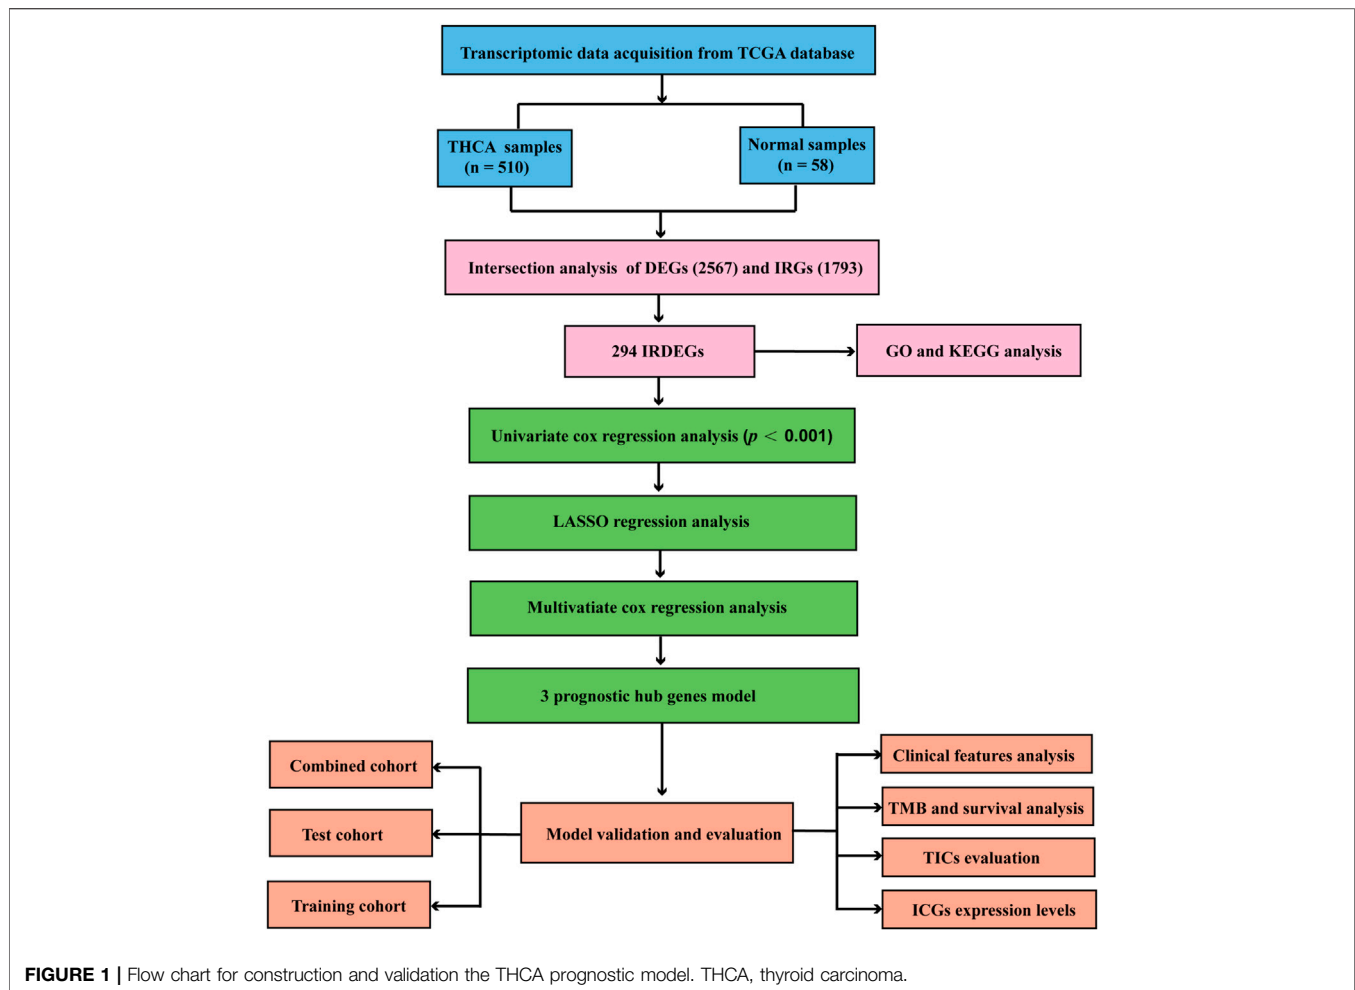 Transcriptomic data acquisition from TCGA database
THCA samples
(n = 510)
Normal samples
(n = 58)
Intersection analysis of DEGs (2567) and IRGs (1793)
294 IRDEGs
GO and KEGG analysis
Univariate cox regression analysis (p < 0.001)
LASSO regression analysis
Multivatiate cox regression analysis
3 prognostic hub genes model
Combined cohort
Test cohort
Training cohort
Model validation and evaluation
Clinical features analysis
TMB and survival analysis
TICs evaluation
ICGs expression levels
FIGURE 1 | Flow chart for construction and validation the THCA prognostic model. THCA, thyroid carcinoma.